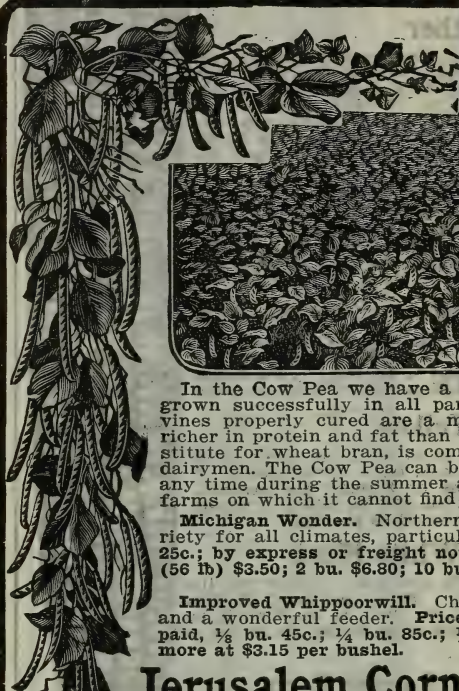 In the Cow Pea we have a
grown successfully in all par
vines properly cured are a m
richer in protein and fat than
stitute for wheat bran, is com
dairymen. The Cow Pea can b
any time during the summer a
farms on which it cannot find
Michigan Wonder. Northern
riety for all climates, particul
25c.; by express or freight no
(56 lb) $3.50; 2 bu. $6.80; 10 bu
Improved Whippoorwill. Ch
and a wonderful feeder. Price
paid, ⅛ bu. 45c.; ¼ bu. 85c.;
more at $3.15 per bushel.
Jerusalem Corn